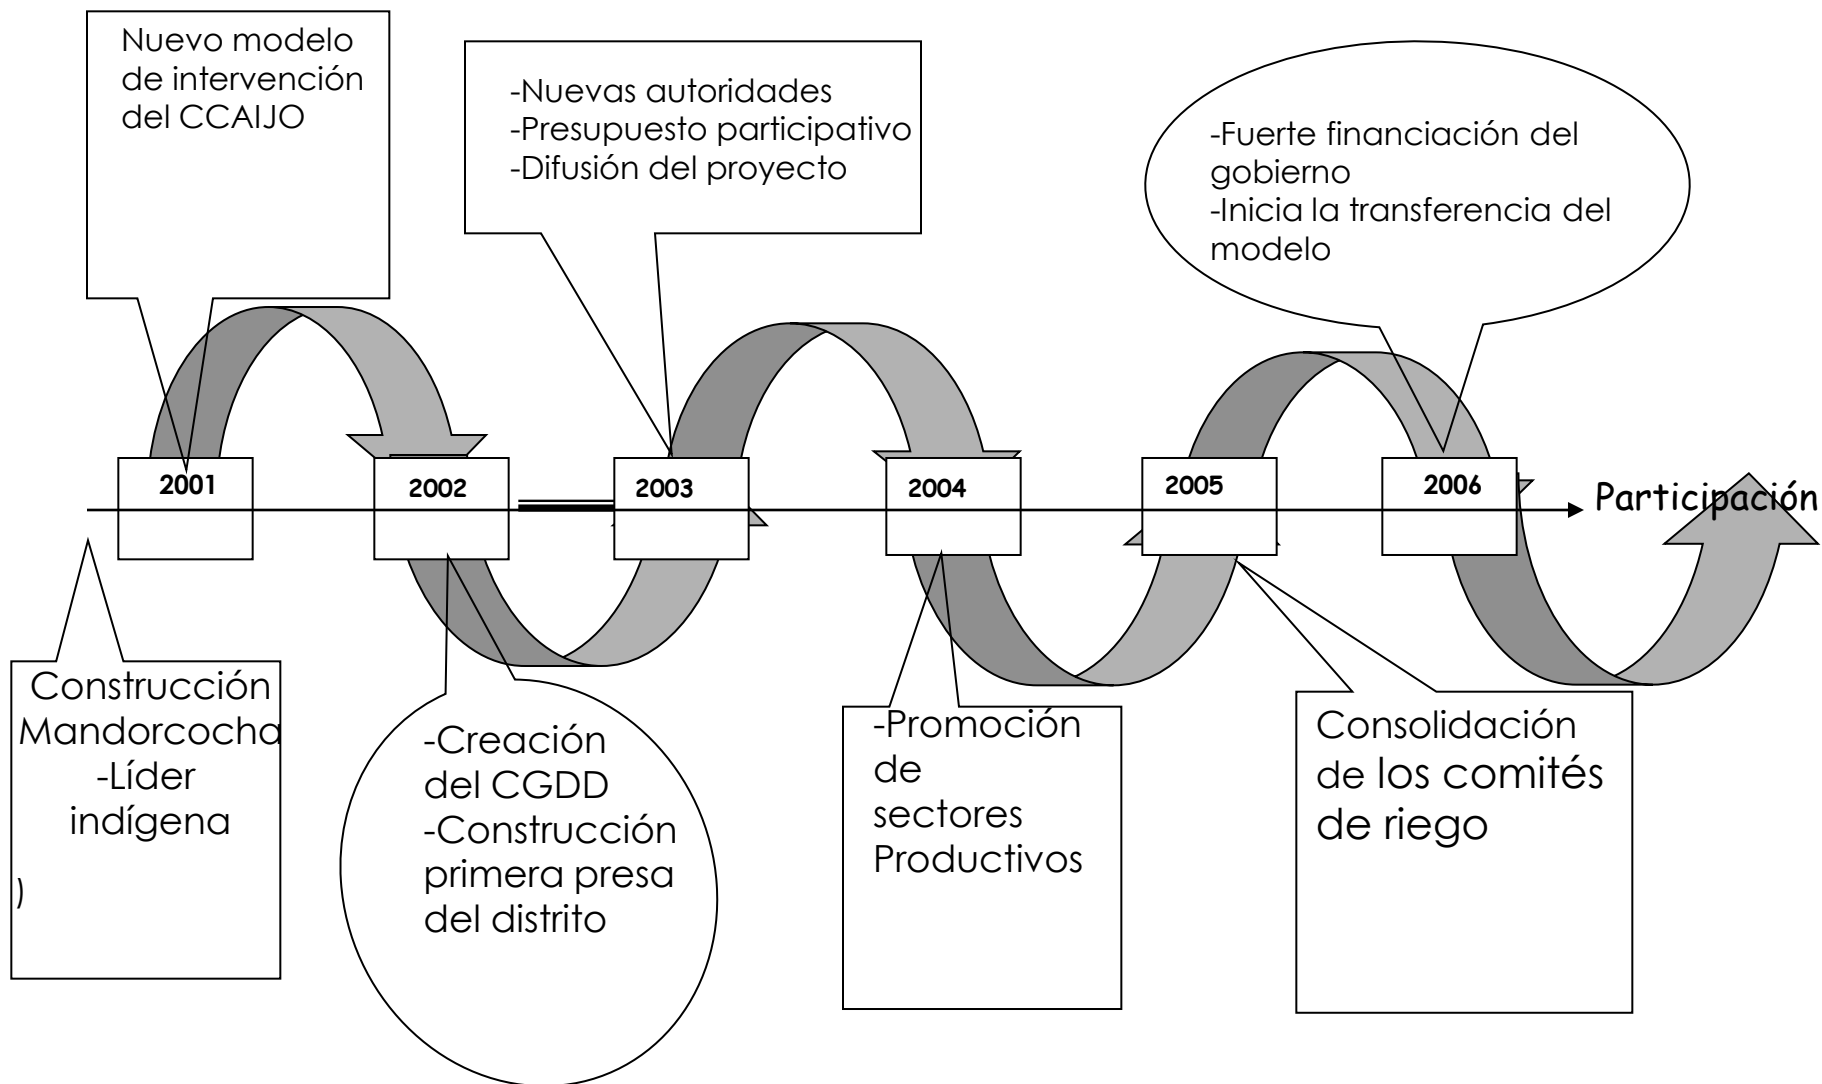 Nuevo modelo
de intervención
del CCAIJO
-Nuevas autoridades
-Presupuesto participativo
-Difusión del proyecto
-Fuerte financiación del
gobierno
-Inicia la transferencia del
modelo
2001
2002
2003
2004
2005
2006
Participación
Construcción
Mandorcocha
-Líder
indígena
)
-Creación
del CGDD
-Construcción
primera presa
del distrito
-Promoción
de
sectores
Productivos
Consolidación
de los comités
de riego